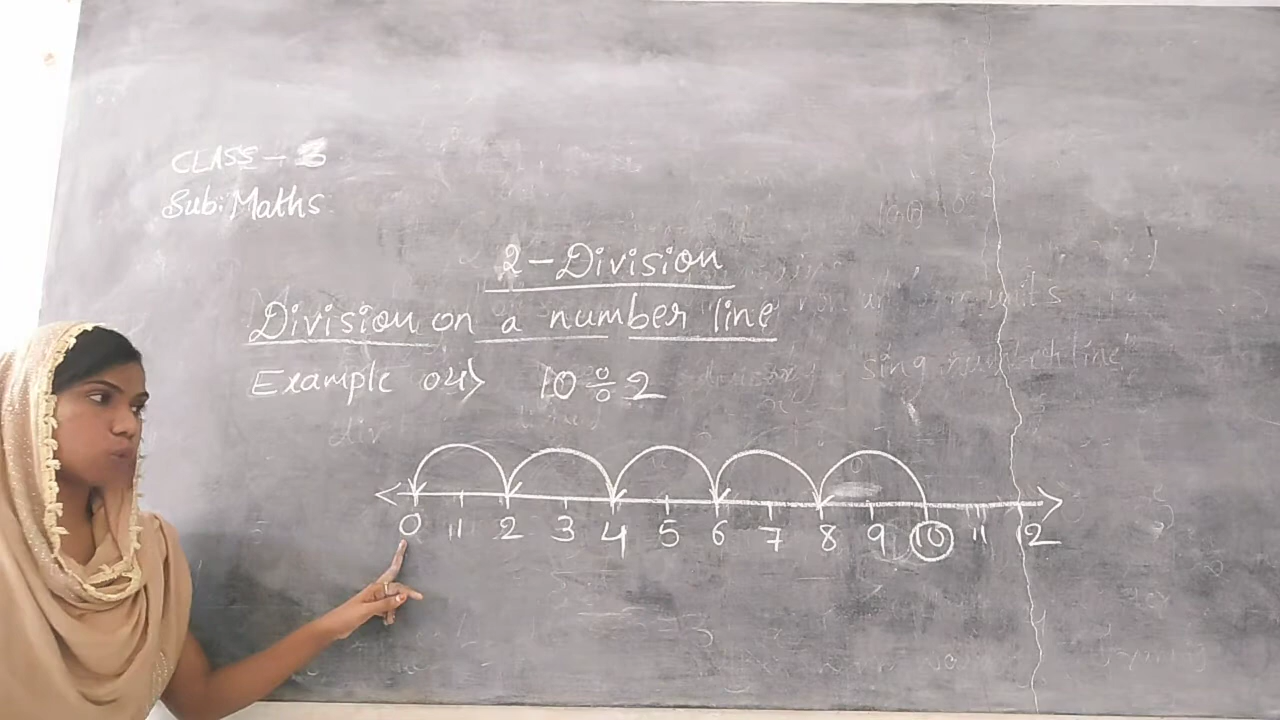 CLASS - 3
Sub: Maths
2 - Division
Division on a number line
Example 04> 10 ÷ 2
0 1 2 3 4 5 6 7 8 9 10 11 12